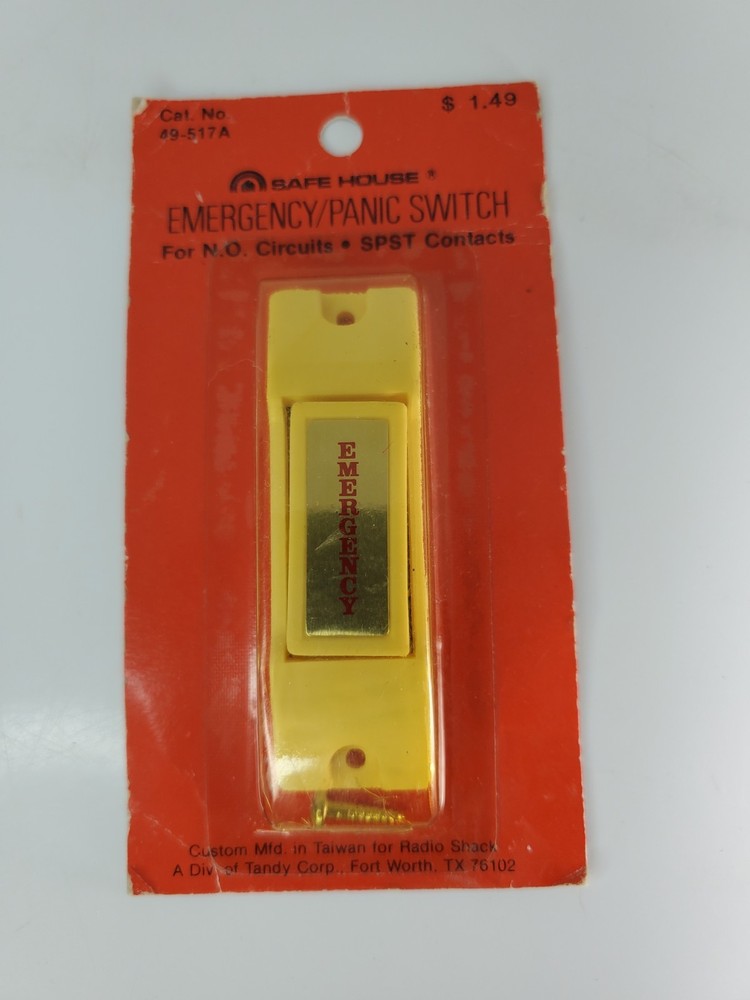 Cat. No.
49-517A
$ 1.49
SAFE HOUSE ®
EMERGENCY/PANIC SWITCH
For N.O. Circuits • SPST Contacts
EMERGENCY
Custom Mfd. in Taiwan for Radio Shack
A Div. of Tandy Corp., Fort Worth, TX 76102